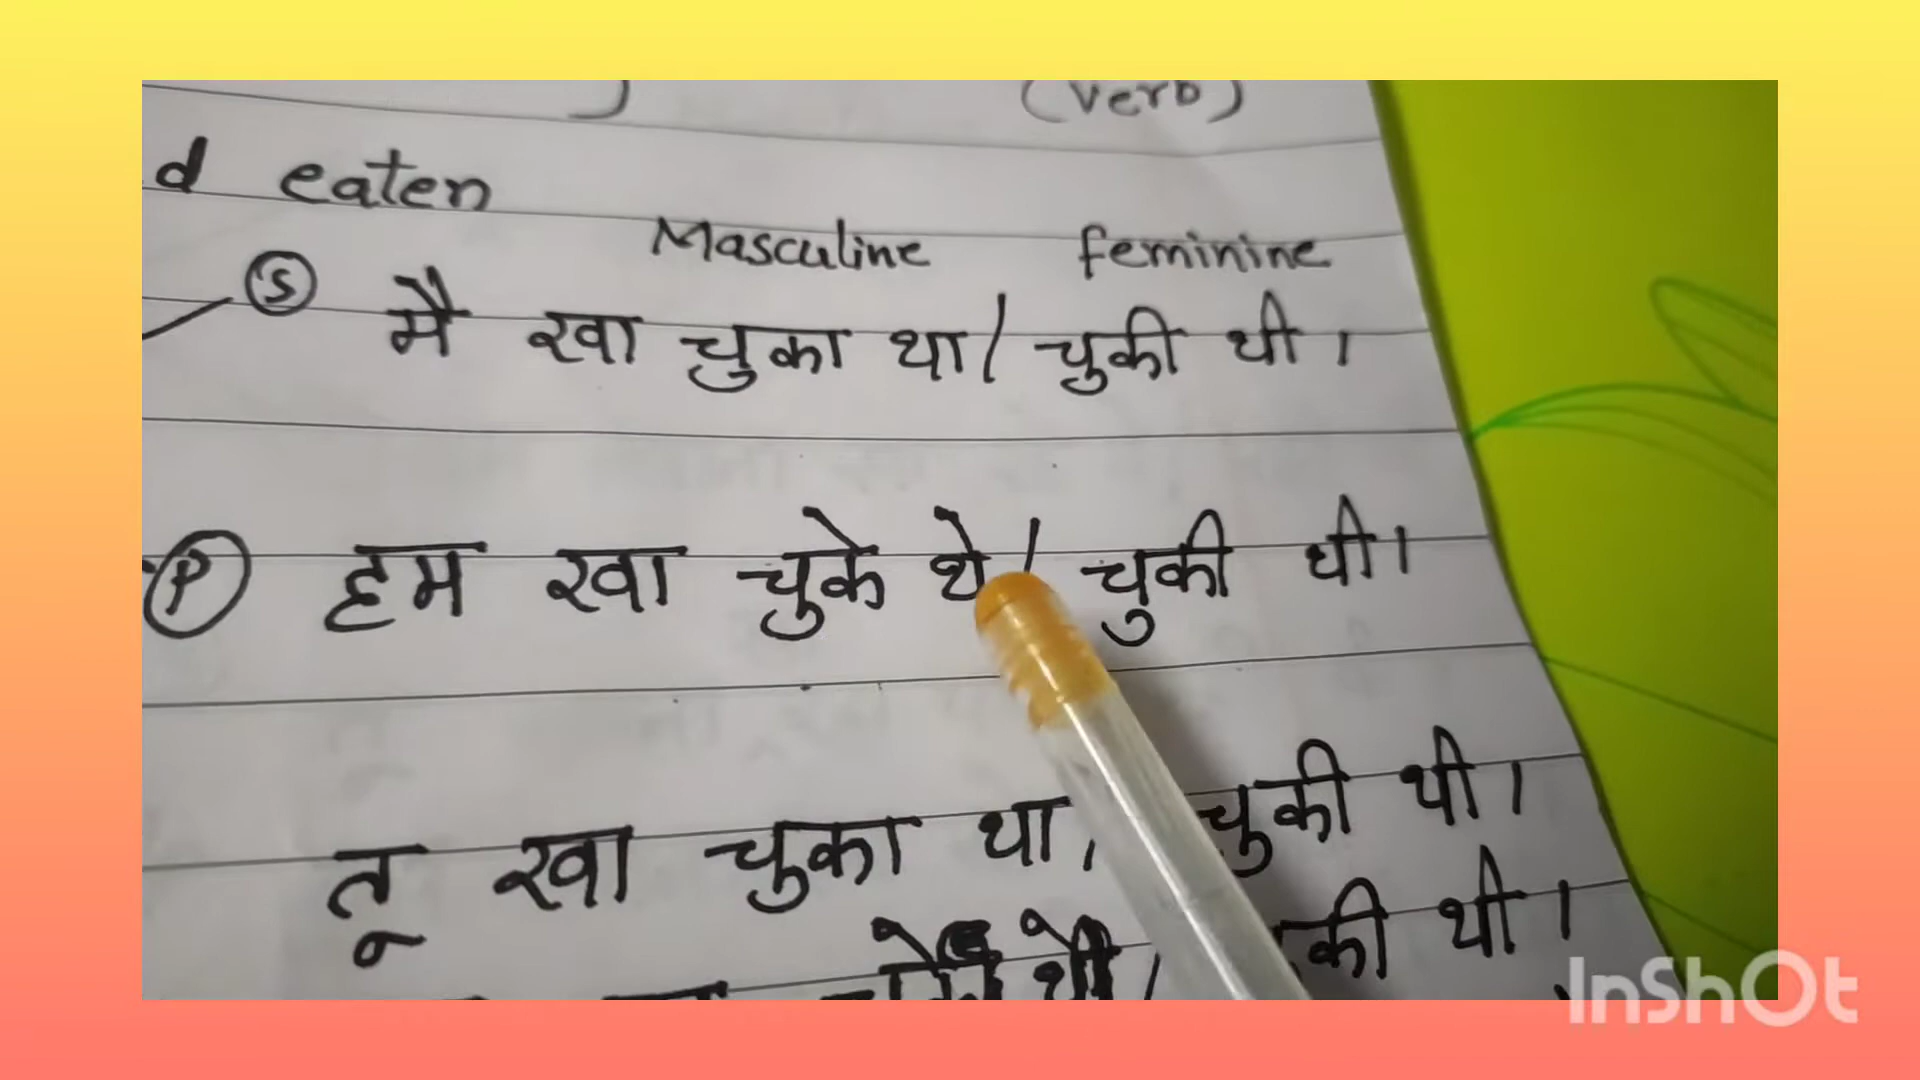 (verb)
d eaten
Masculine feminine
S मै खा चुका था/ चुकी थी।
P हम खा चुके थे/ चुकी थी।
तू खा चुका था/ चुकी थी।
की थी।
InShOt